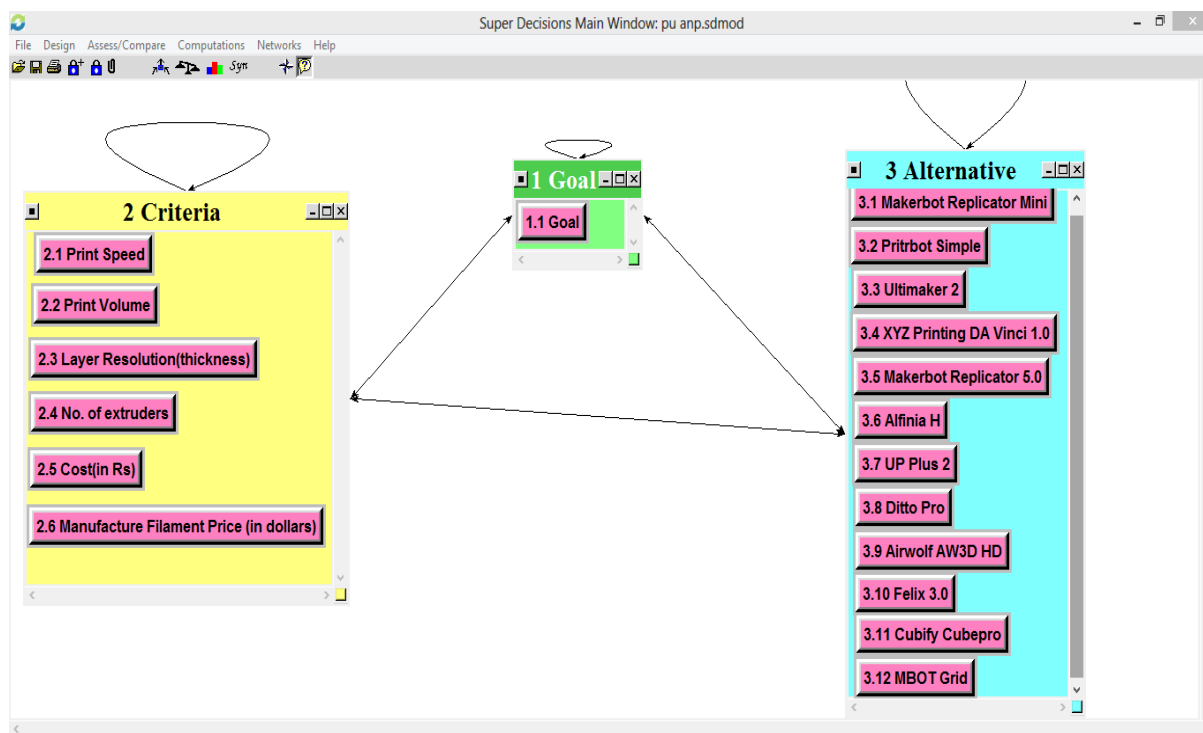 Super Decisions Main Window: pu anp.sdmod
File Design Assess/Compare Computations Networks Help
Syn
2 Criteria
2.1 Print Speed
2.2 Print Volume
2.3 Layer Resolution(thickness)
2.4 No. of extruders
2.5 Cost(in Rs)
2.6 Manufacture Filament Price (in dollars)
1 Goal
1.1 Goal
3 Alternative
3.1 Makerbot Replicator Mini
3.2 Pritrbot Simple
3.3 Ultimaker 2
3.4 XYZ Printing DA Vinci 1.0
3.5 Makerbot Replicator 5.0
3.6 Alfinia H
3.7 UP Plus 2
3.8 Ditto Pro
3.9 Airwolf AW3D HD
3.10 Felix 3.0
3.11 Cubify Cubepro
3.12 MBOT Grid